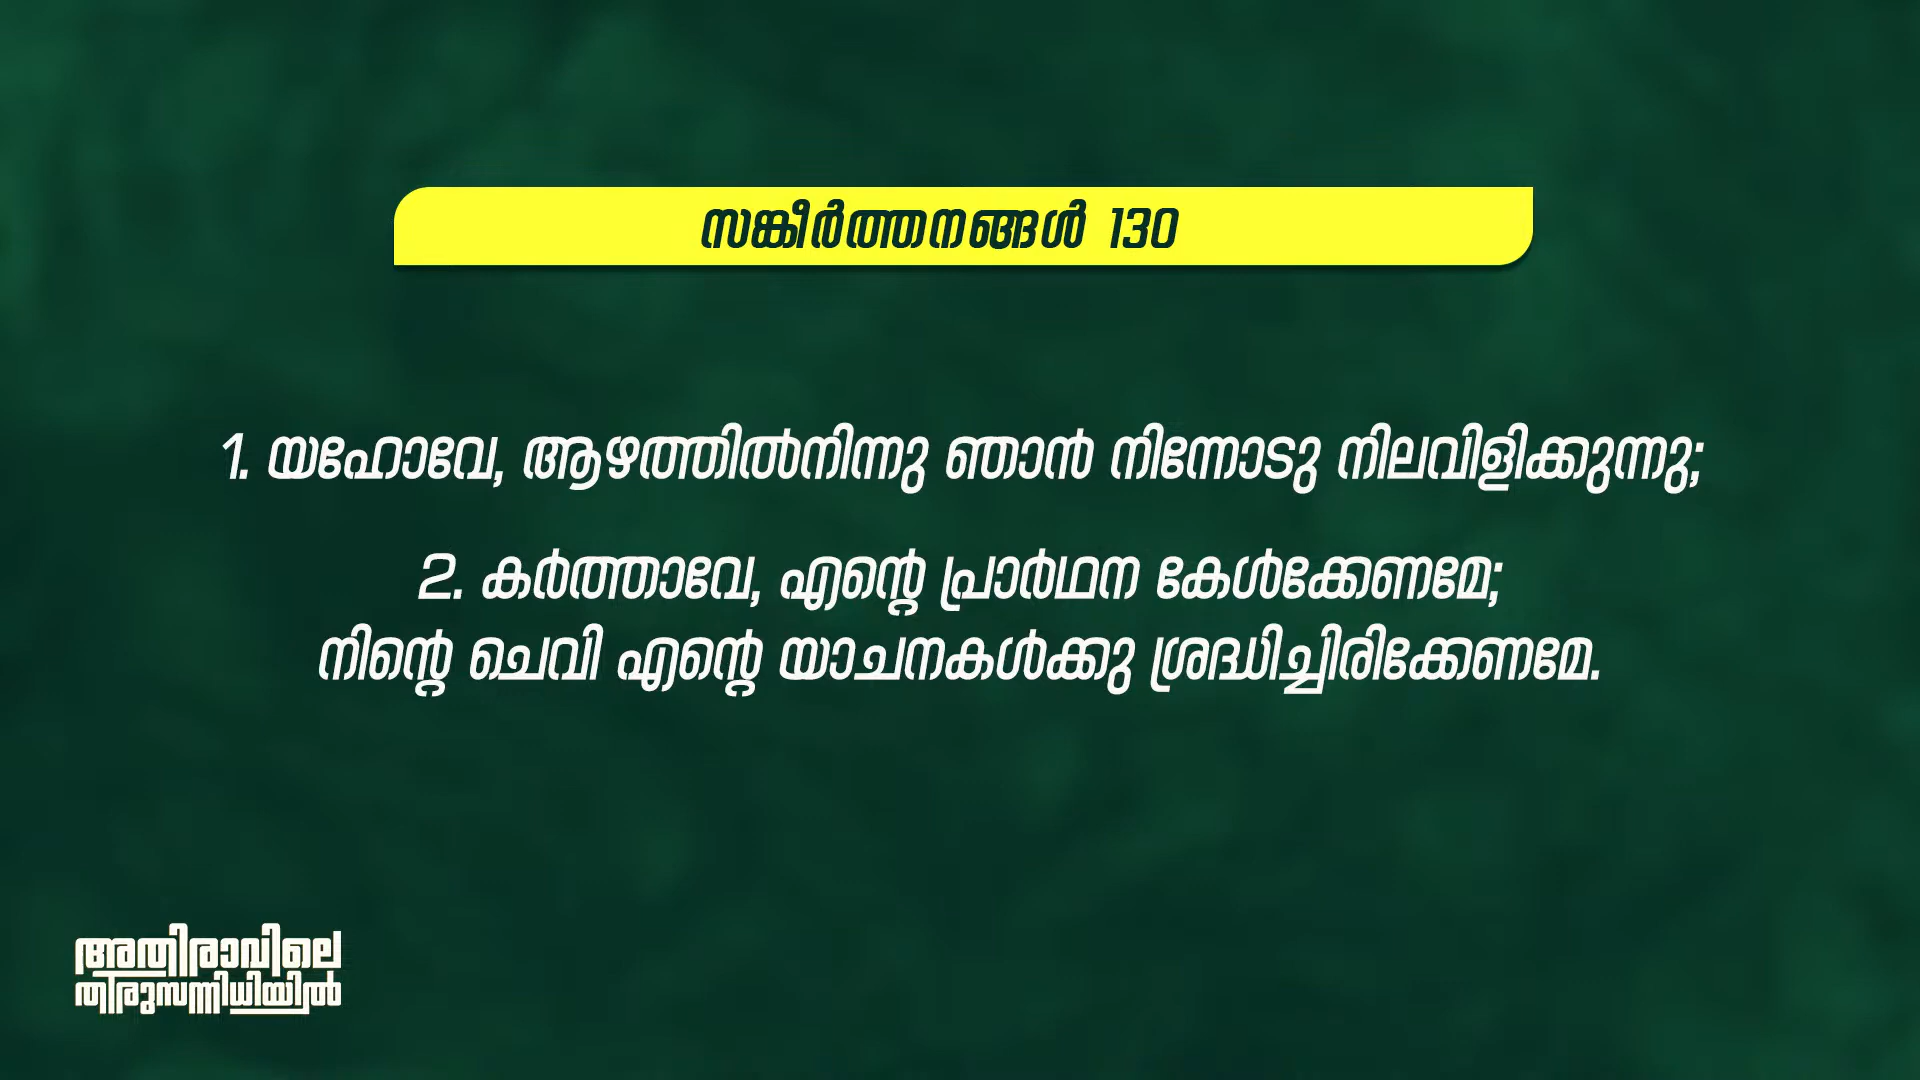 സങ്കീർത്തനങ്ങൾ 130
1. യഹോവേ, ആഴത്തിൽനിന്നു ഞാൻ നിന്നോടു നിലവിളിക്കുന്നു;
2. കർത്താവേ, എന്റെ പ്രാർഥന കേൾക്കേണമേ;
നിന്റെ ചെവി എന്റെ യാചനകൾക്കു ശ്രദ്ധിച്ചിരിക്കേണമേ.
അതിരാവിലെ
തിരുസന്നിധിയിൽ